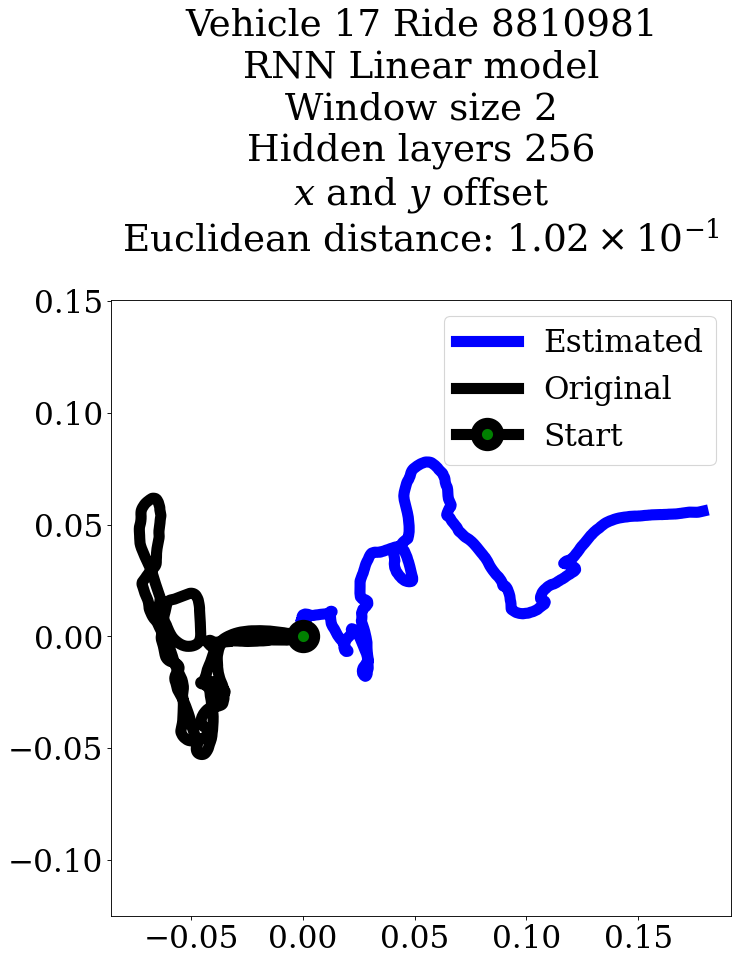 Vehicle 17 Ride 8810981
RNN Linear model
Window size 2
Hidden layers 256
x and y offset
Euclidean distance: 1.02 × 10⁻¹
Estimated
Original
Start
0.15
0.10
0.05
0.00
−0.05
−0.10
−0.05 0.00 0.05 0.10 0.15